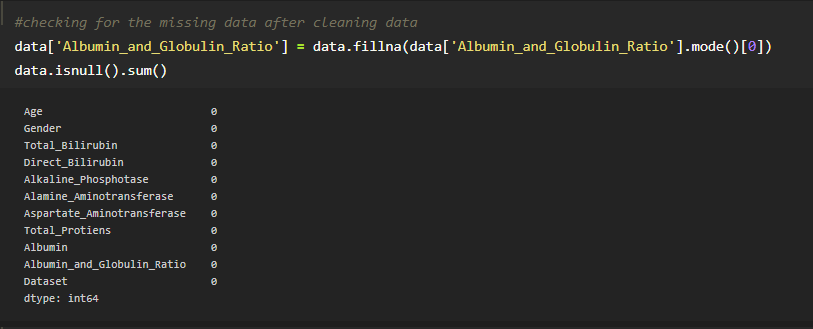 #checking for the missing data after cleaning data
data['Albumin_and_Globulin_Ratio'] = data.fillna(data['Albumin_and_Globulin_Ratio'].mode()[0])
data.isnull().sum()
Age 0
Gender 0
Total_Bilirubin 0
Direct_Bilirubin 0
Alkaline_Phosphotase 0
Alamine_Aminotransferase 0
Aspartate_Aminotransferase 0
Total_Protiens 0
Albumin 0
Albumin_and_Globulin_Ratio 0
Dataset 0
dtype: int64